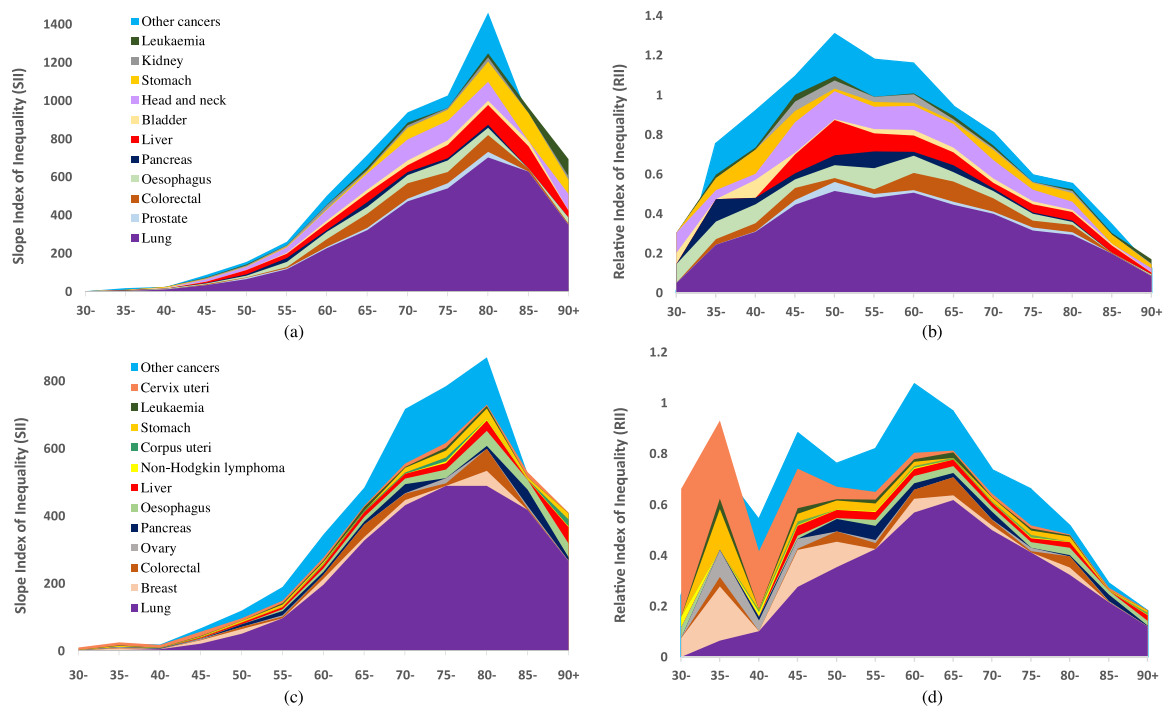 Slope Index of Inequality (SII)
1400
1200
1000
800
600
400
200
0
Other cancers
Leukaemia
Kidney
Stomach
Head and neck
Bladder
Liver
Pancreas
Oesophagus
Colorectal
Prostate
Lung
30- 35- 40- 45- 50- 55- 60- 65- 70- 75- 80- 85- 90+
(a)
Relative Index of Inequality (RII)
1.4
1.2
1
0.8
0.6
0.4
0.2
0
30- 35- 40- 45- 50- 55- 60- 65- 70- 75- 80- 85- 90+
(b)
Slope Index of Inequality (SII)
800
600
400
200
0
Other cancers
Cervix uteri
Leukaemia
Stomach
Corpus uteri
Non-Hodgkin lymphoma
Liver
Oesophagus
Pancreas
Ovary
Colorectal
Breast
Lung
30- 35- 40- 45- 50- 55- 60- 65- 70- 75- 80- 85- 90+
(c)
Relative Index of Inequality (RII)
1.2
1
0.8
0.6
0.4
0.2
0
30- 35- 40- 45- 50- 55- 60- 65- 70- 75- 80- 85- 90+
(d)